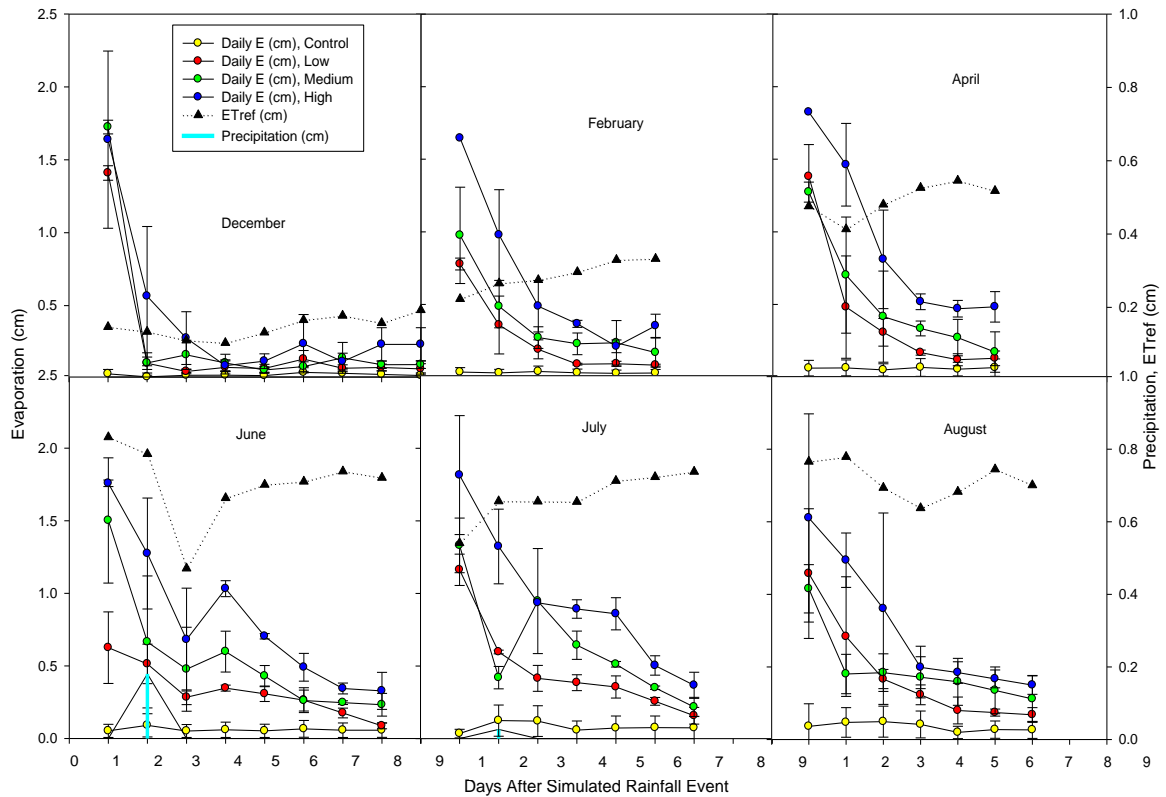 2.5
2.0
1.5
1.0
0.5
2.5
2.0
1.5
1.0
0.5
0.0
Evaporation (cm)
Daily E (cm), Control
Daily E (cm), Low
Daily E (cm), Medium
Daily E (cm), High
ETref (cm)
Precipitation (cm)
December
February
April
June
July
August
1.0
0.8
0.6
0.4
0.2
1.0
0.8
0.6
0.4
0.2
0.0
Precipitation, ETref (cm)
0 1 2 3 4 5 6 7 8 9 1 2 3 4 5 6 7 8 9 1 2 3 4 5 6 7 8
Days After Simulated Rainfall Event